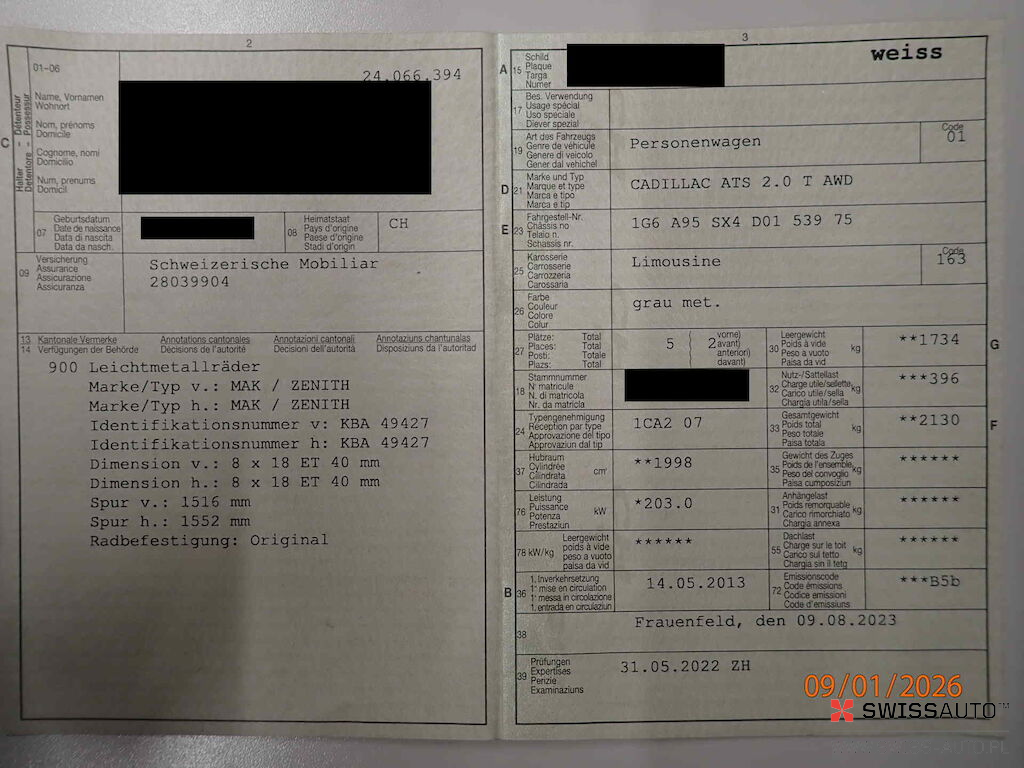 2
01-06
24.066.394
C
Halter - Détenteur
Detentore - Possessur
Name, Vornamen
Wohnort
Nom, prénoms
Domicile
Cognome, nomi
Domicilio
Num, prenums
Domicil
07
Geburtsdatum
Date de naissance
Data di nascita
Data da nasch.
08
Heimatstaat
Pays d'origine
Paese d'origine
Stadi d'origin
CH
09
Versicherung
Assurance
Assicurazione
Assicuranza
Schweizerische Mobiliar
28039904
13 Kantonale Vermerke Annotations cantonales Annotazioni cantonali Annotaziuns chantunalas
14 Verfügungen der Behörde Décisions de l'autorité Decisioni dell'autorità Disposiziuns da l'autoritad
900 Leichtmetallräder
Marke/Typ v.: MAK / ZENITH
Marke/Typ h.: MAK / ZENITH
Identifikationsnummer v: KBA 49427
Identifikationsnummer h: KBA 49427
Dimension v.: 8 x 18 ET 40 mm
Dimension h.: 8 x 18 ET 40 mm
Spur v.: 1516 mm
Spur h.: 1552 mm
Radbefestigung: Original
3
A
15
Schild
Plaque
Targa
Numer
weiss
17
Bes. Verwendung
Usage spécial
Uso speciale
Diever spezial
19
Art des Fahrzeugs
Genre de véhicule
Genere di veicolo
Gener dal vehichel
Personenwagen
Code
01
D
21
Marke und Typ
Marque et type
Marca e tipo
Marca e tip
CADILLAC ATS 2.0 T AWD
E
23
Fahrgestell-Nr.
Châssis no
Telaio n.
Schassis nr.
1G6 A95 SX4 D01 539 75
25
Karosserie
Carrosserie
Carrozzeria
Carossaria
Limousine
Code
163
26
Farbe
Couleur
Colore
Colur
grau met.
27
Plätze: Total
Places: Total
Posti: Totale
Plazs: Total
5
2
vorne)
avant)
anteriori)
davant)
30
Leergewicht
Poids à vide
Peso a vuoto
Paisa da vid
kg
**1734
G
18
Stammnummer
N° matricule
N. di matricola
Nr. da matricla
32
Nutz-/Sattellast
Charge utile/sellette
Carico utile/sella
Chargia utila/sella
kg
***396
24
Typengenehmigung
Réception par type
Approvazione del tipo
Approvaziun dal tip
1CA2 07
33
Gesamtgewicht
Poids total
Peso totale
Paisa totala
kg
**2130
F
37
Hubraum
Cylindrée
Cilindrata
Cilindrada
cm³
**1998
35
Gewicht des Zuges
Poids de l'ensemble
Peso del convoglio
Paisa cumposiziun
kg
******
76
Leistung
Puissance
Potenza
Prestaziun
kW
*203.0
31
Anhängelast
Poids remorquable
Carico rimorchiato
Chargia annexa
kg
******
78 kW/kg
Leergewicht
poids à vide
peso a vuoto
paisa da vid
******
55
Dachlast
Charge sur le toit
Carico sul tetto
Chargia sin il tetg
kg
******
B
36
1. Inverkehrsetzung
1re mise en circulation
1a messa in circolazione
1. entrada en circulaziun
14.05.2013
72
Emissionscode
Code émissions
Codice emissioni
Code d'emissiuns
***B5b
38
Frauenfeld, den 09.08.2023
39
Prüfungen
Expertises
Perizie
Examinaziuns
31.05.2022 ZH
09/01/2026
SWISSAUTO™